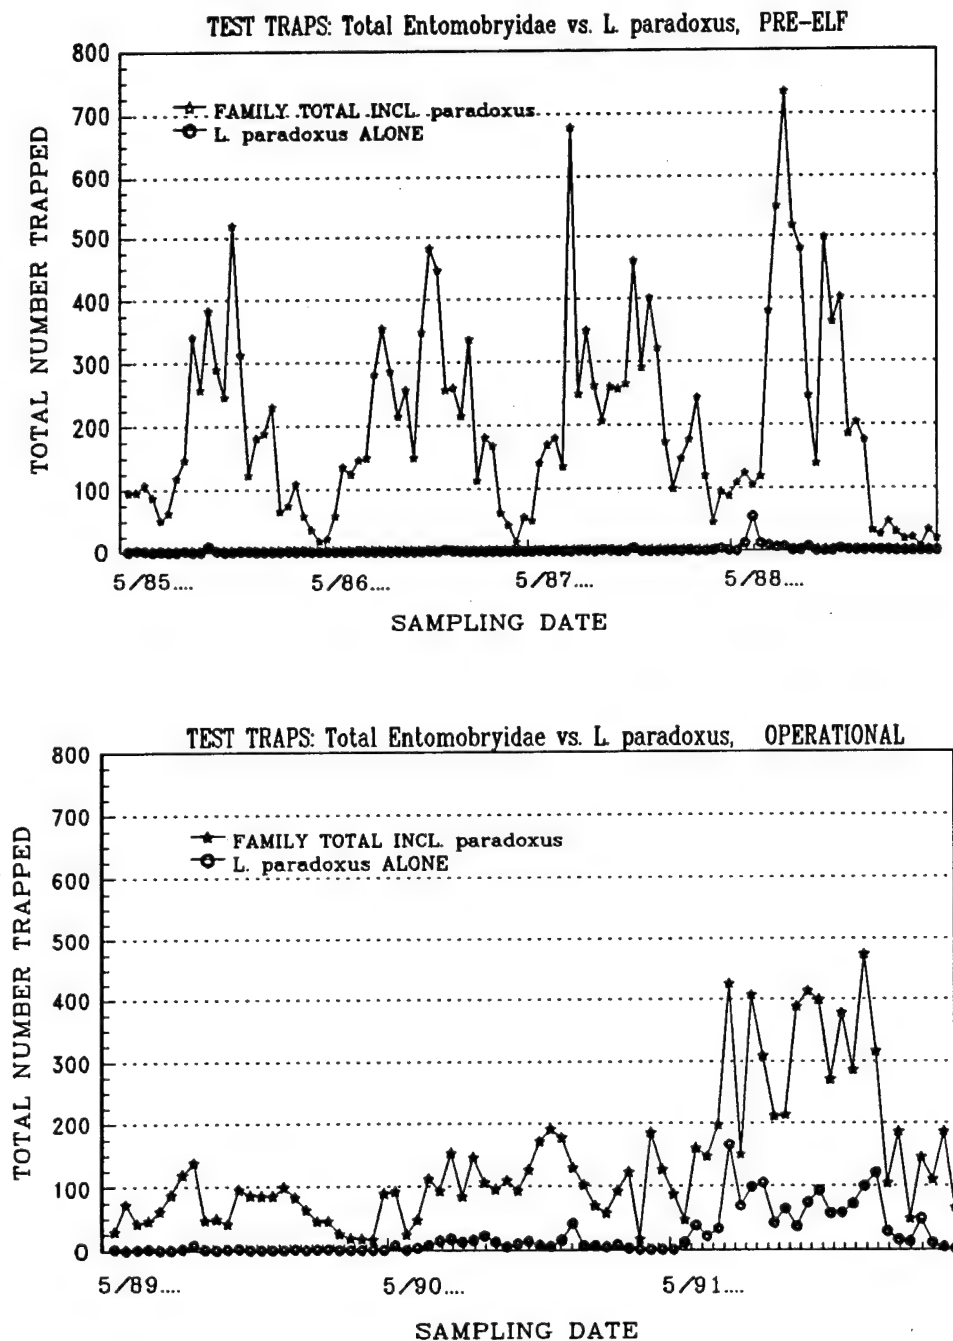 TEST TRAPS: Total Entomobryidae vs. L. paradoxus, PRE-ELF
800
700
600
500
400
300
200
100
0
TOTAL NUMBER TRAPPED
FAMILY TOTAL INCL. paradoxus
L. paradoxus ALONE
5/85.... 5/86.... 5/87.... 5/88....
SAMPLING DATE
TEST TRAPS: Total Entomobryidae vs. L. paradoxus, OPERATIONAL
800
700
600
500
400
300
200
100
0
TOTAL NUMBER TRAPPED
FAMILY TOTAL INCL. paradoxus
L. paradoxus ALONE
5/89.... 5/90.... 5/91....
SAMPLING DATE